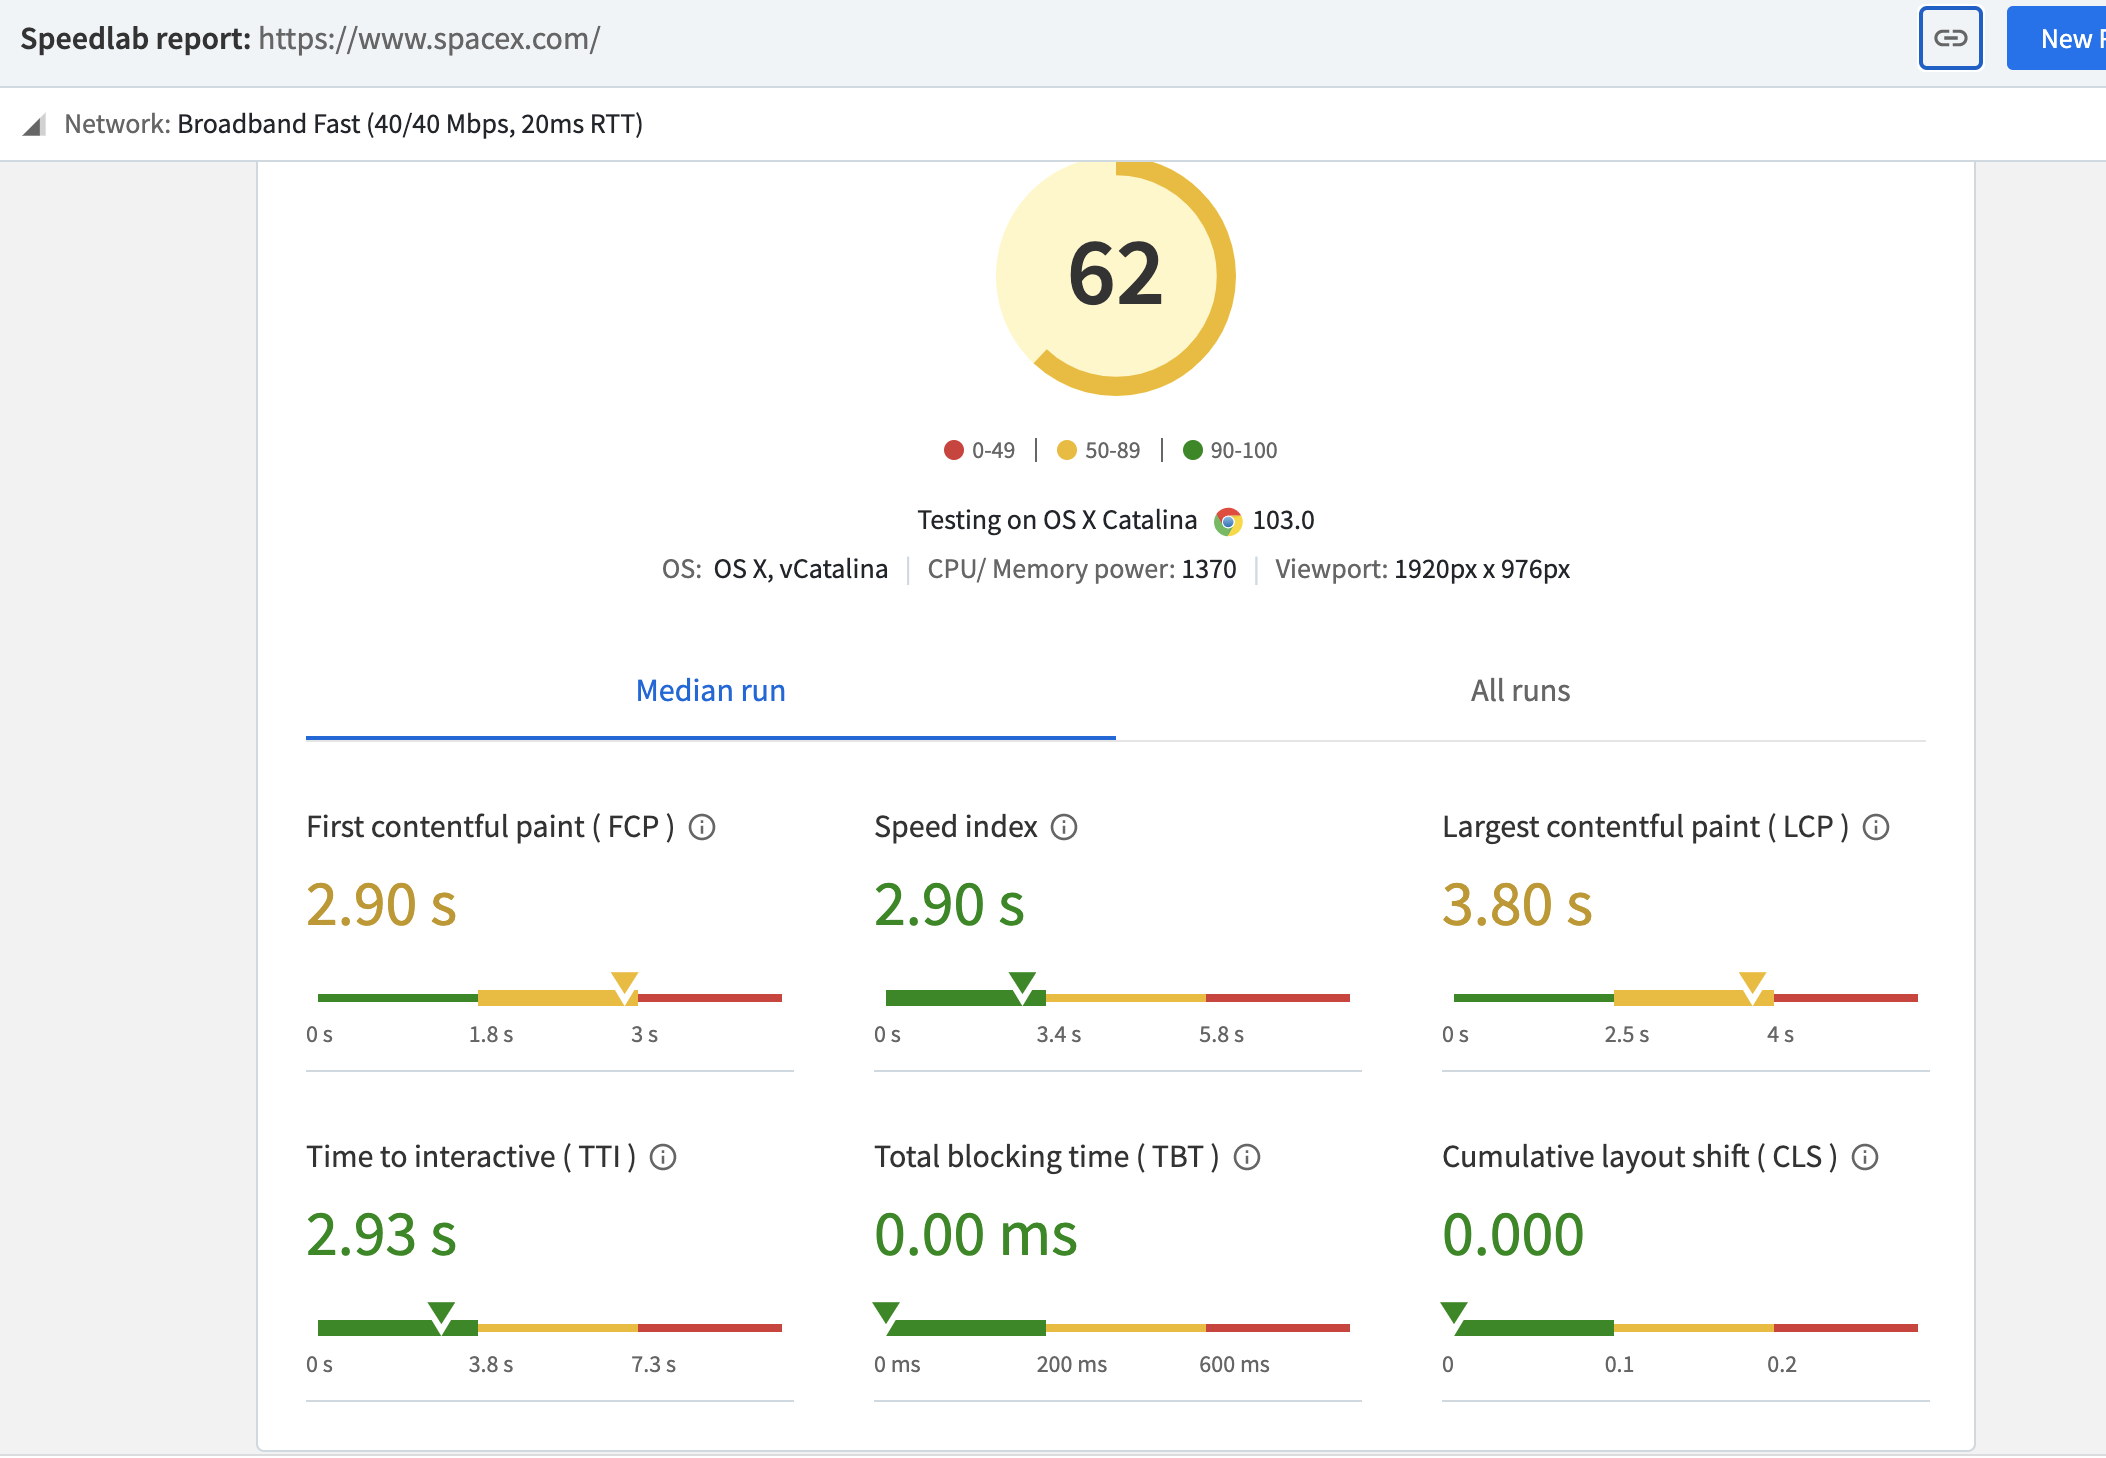 Speedlab report: https://www.spacex.com/
New
Network: Broadband Fast (40/40 Mbps, 20ms RTT)
62
0-49 | 50-89 | 90-100
Testing on OS X Catalina 103.0
OS: OS X, vCatalina | CPU/ Memory power: 1370 | Viewport: 1920px x 976px
Median run All runs
First contentful paint ( FCP ) Speed index Largest contentful paint ( LCP )
2.90 s 2.90 s 3.80 s
0 s 1.8 s 3 s 0 s 3.4 s 5.8 s 0 s 2.5 s 4 s
Time to interactive ( TTI ) Total blocking time ( TBT ) Cumulative layout shift ( CLS )
2.93 s 0.00 ms 0.000
0 s 3.8 s 7.3 s 0 ms 200 ms 600 ms 0 0.1 0.2